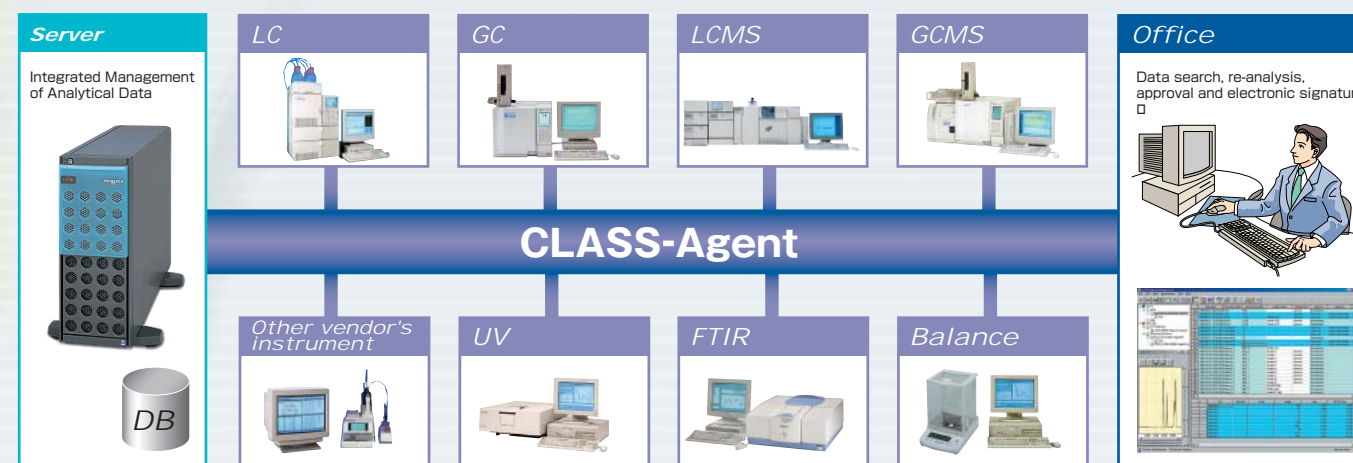 Server
Integrated Management
of Analytical Data
DB
LC
GC
LCMS
GCMS
CLASS-Agent
Other vendor's
instrument
UV
FTIR
Balance
Office
Data search, re-analysis,
approval and electronic signatur